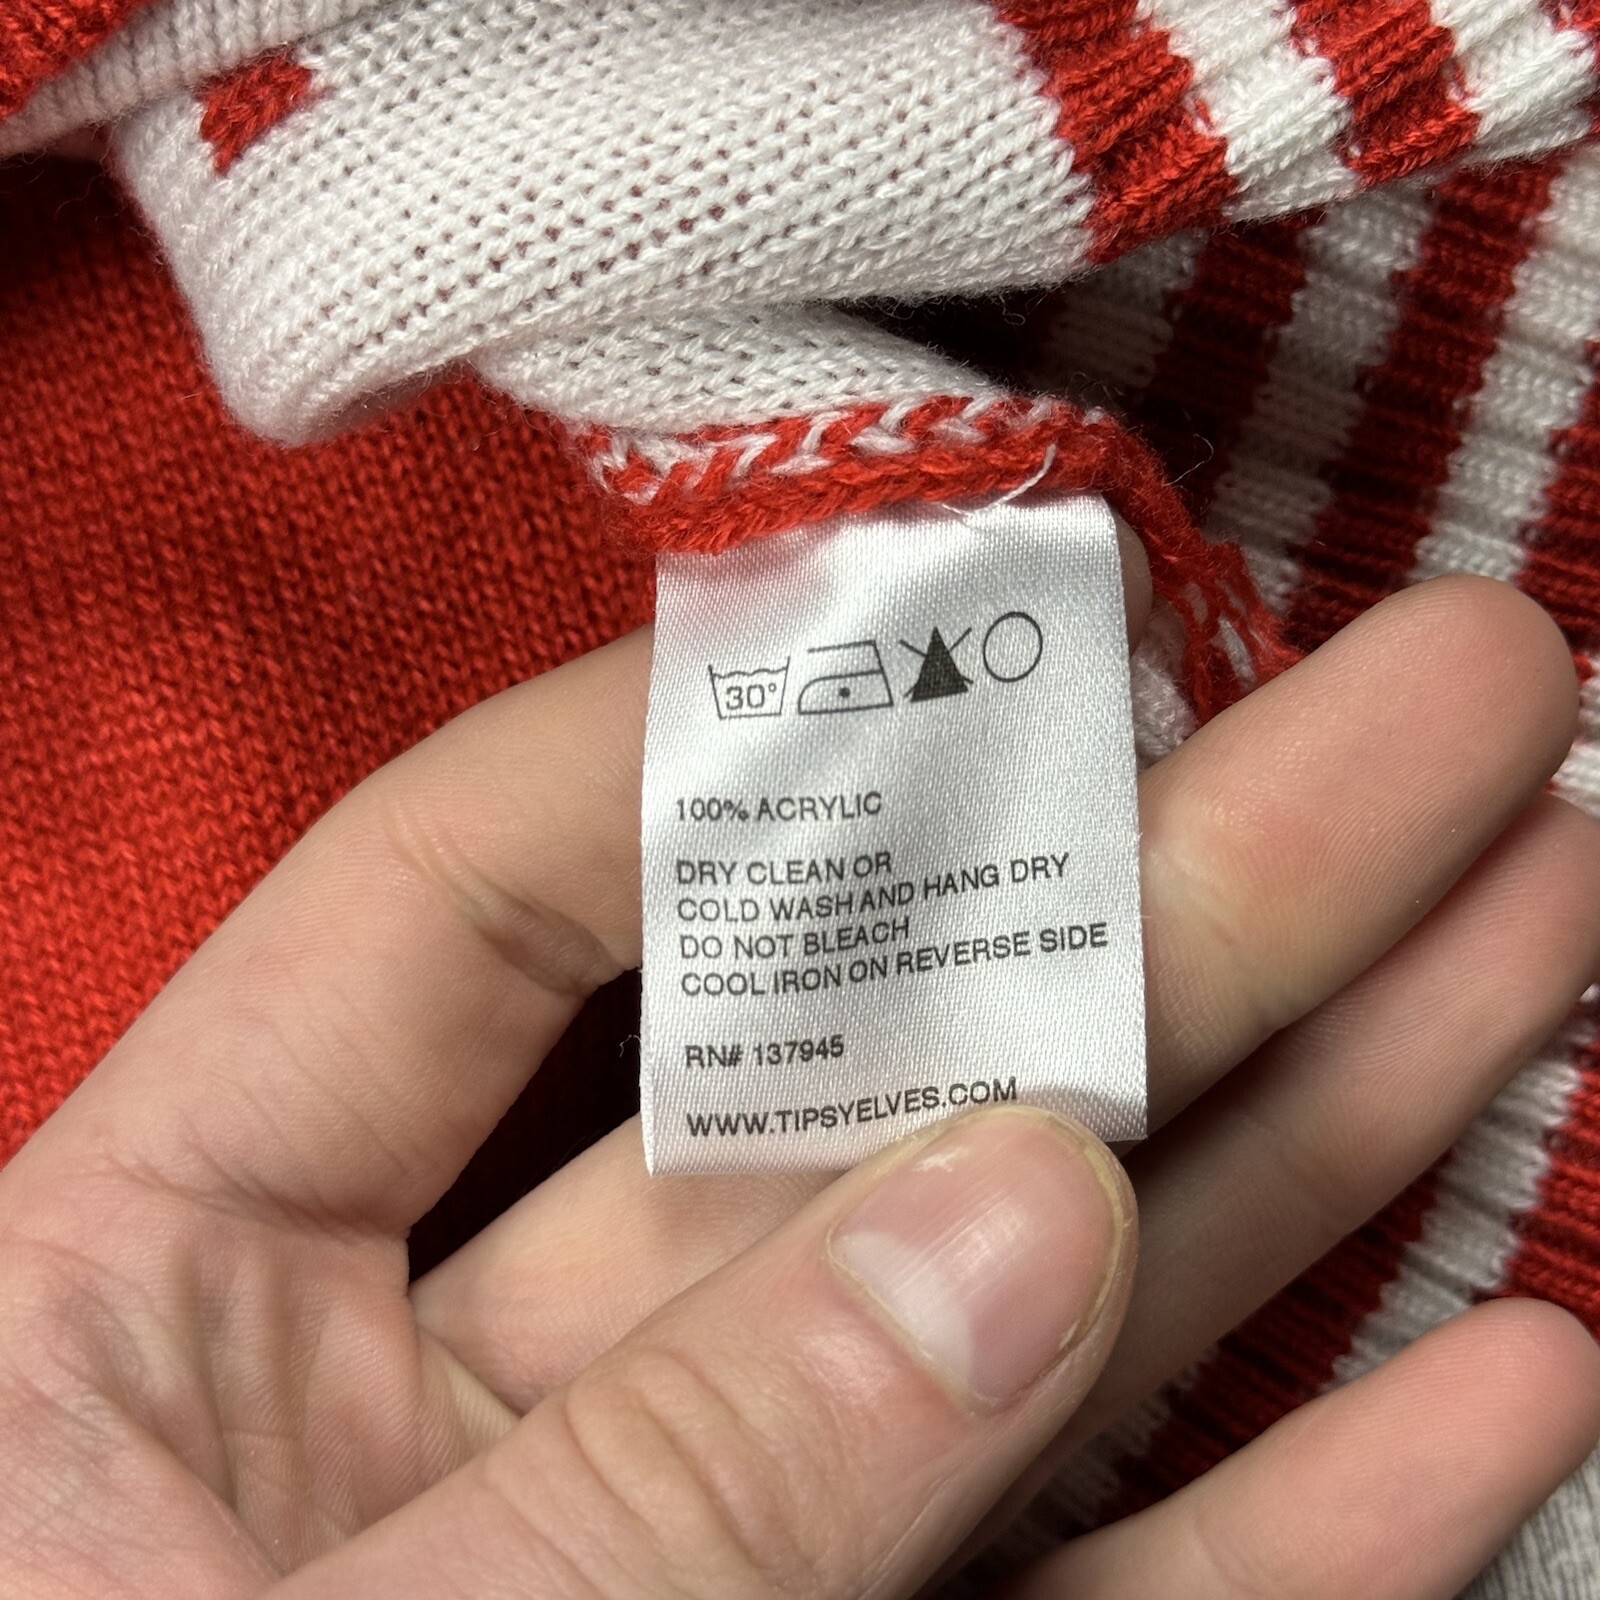 30°
100% ACRYLIC
DRY CLEAN OR
COLD WASH AND HANG DRY
DO NOT BLEACH
COOL IRON ON REVERSE SIDE
RN# 137945
WWW.TIPSYELVES.COM